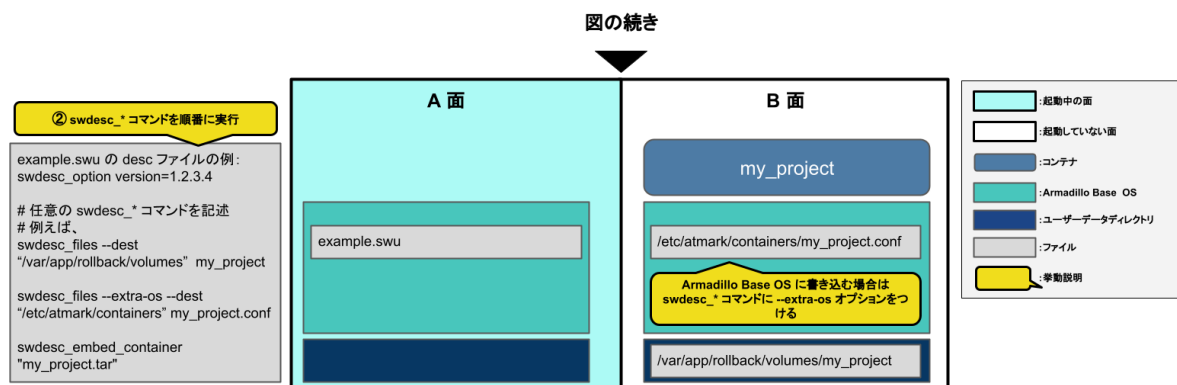 図の続き
② swdesc_* コマンドを順番に実行
example.swu の desc ファイルの例:
swdesc_option version=1.2.3.4
# 任意の swdesc_* コマンドを記述
# 例えば、
swdesc_files --dest
“/var/app/rollback/volumes” my_project
swdesc_files --extra-os --dest
“/etc/atmark/containers” my_project.conf
swdesc_embed_container
"my_project.tar"
A 面
example.swu
B 面
my_project
/etc/atmark/containers/my_project.conf
Armadillo Base OS に書き込む場合は
swdesc_* コマンドに --extra-os オプションをつ
ける
/var/app/rollback/volumes/my_project
:起動中の面
:起動していない面
:コンテナ
:Armadillo Base OS
:ユーザーデータディレクトリ
:ファイル
:挙動説明